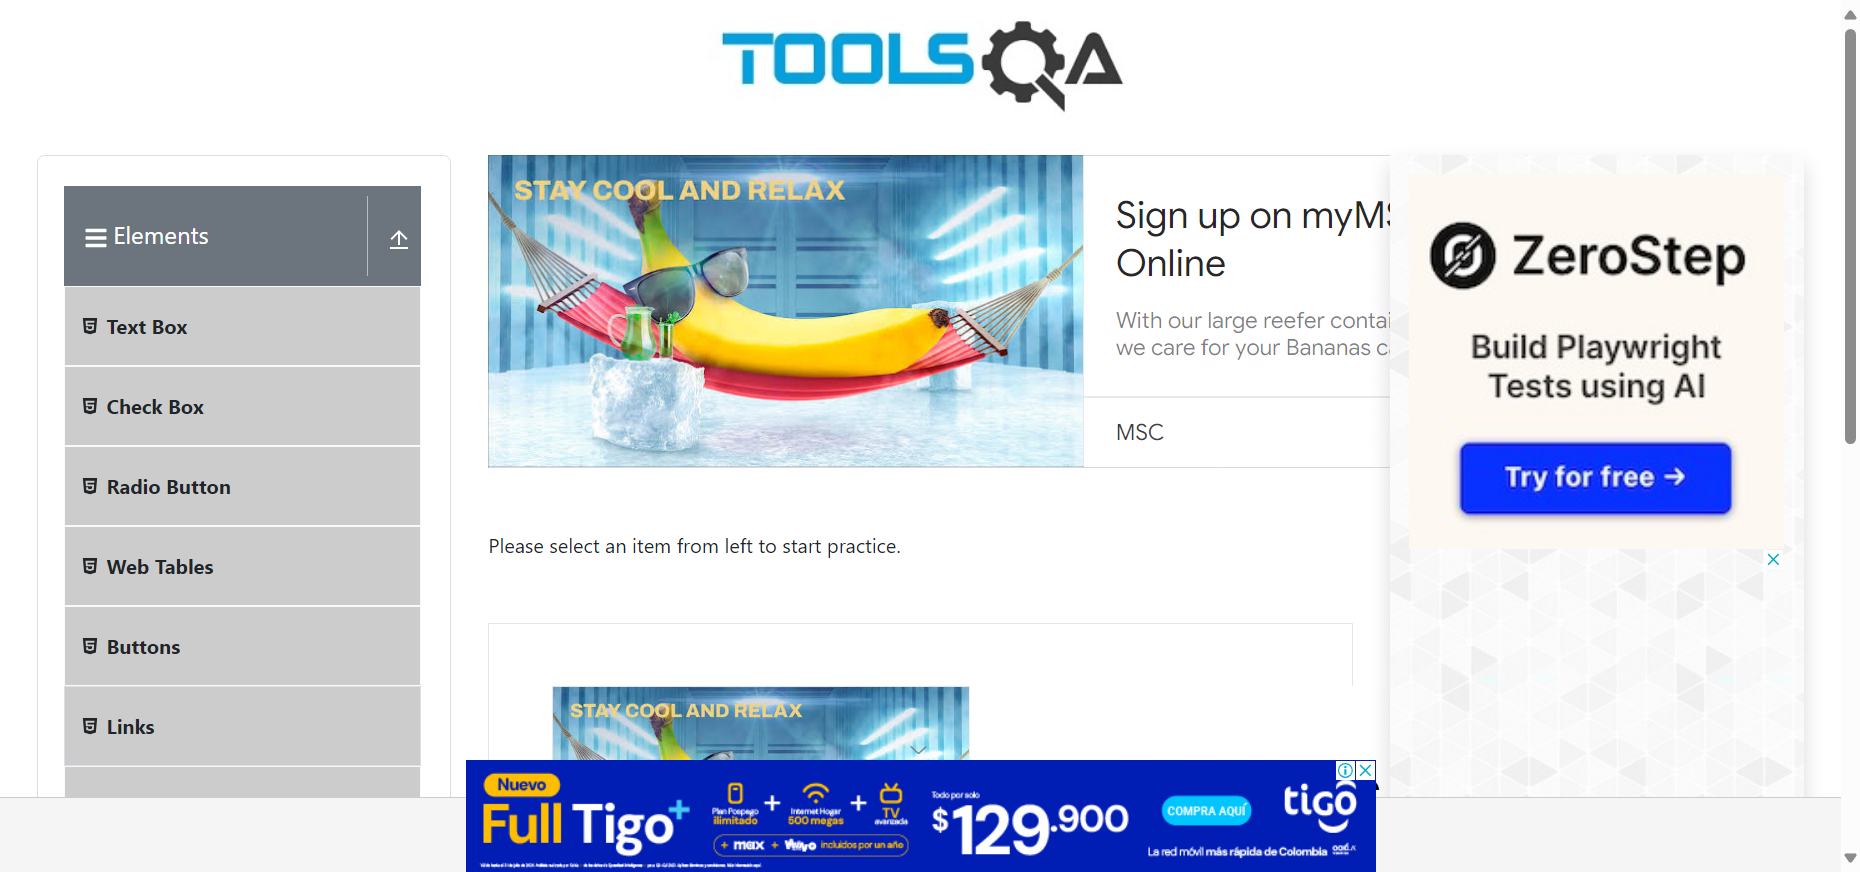 TOOLSQA
Elements
Text Box
Check Box
Radio Button
Web Tables
Buttons
Links
STAY COOL AND RELAX
Sign up on myMS
Online
With our large reefer contai
we care for your Bananas c
MSC
ZeroStep
Build Playwright
Tests using AI
Try for free →
Please select an item from left to start practice.
STAY COOL AND RELAX
Nuevo
Full Tigo+
Plan Pospago
ilimitado
+
Internet Hogar
500 megas
+
TV
avanzada
+ max + ViX incluidos por un año
Todo por solo
$129.900
COMPRA AQUÍ
tigo
La red móvil más rápida de Colombia